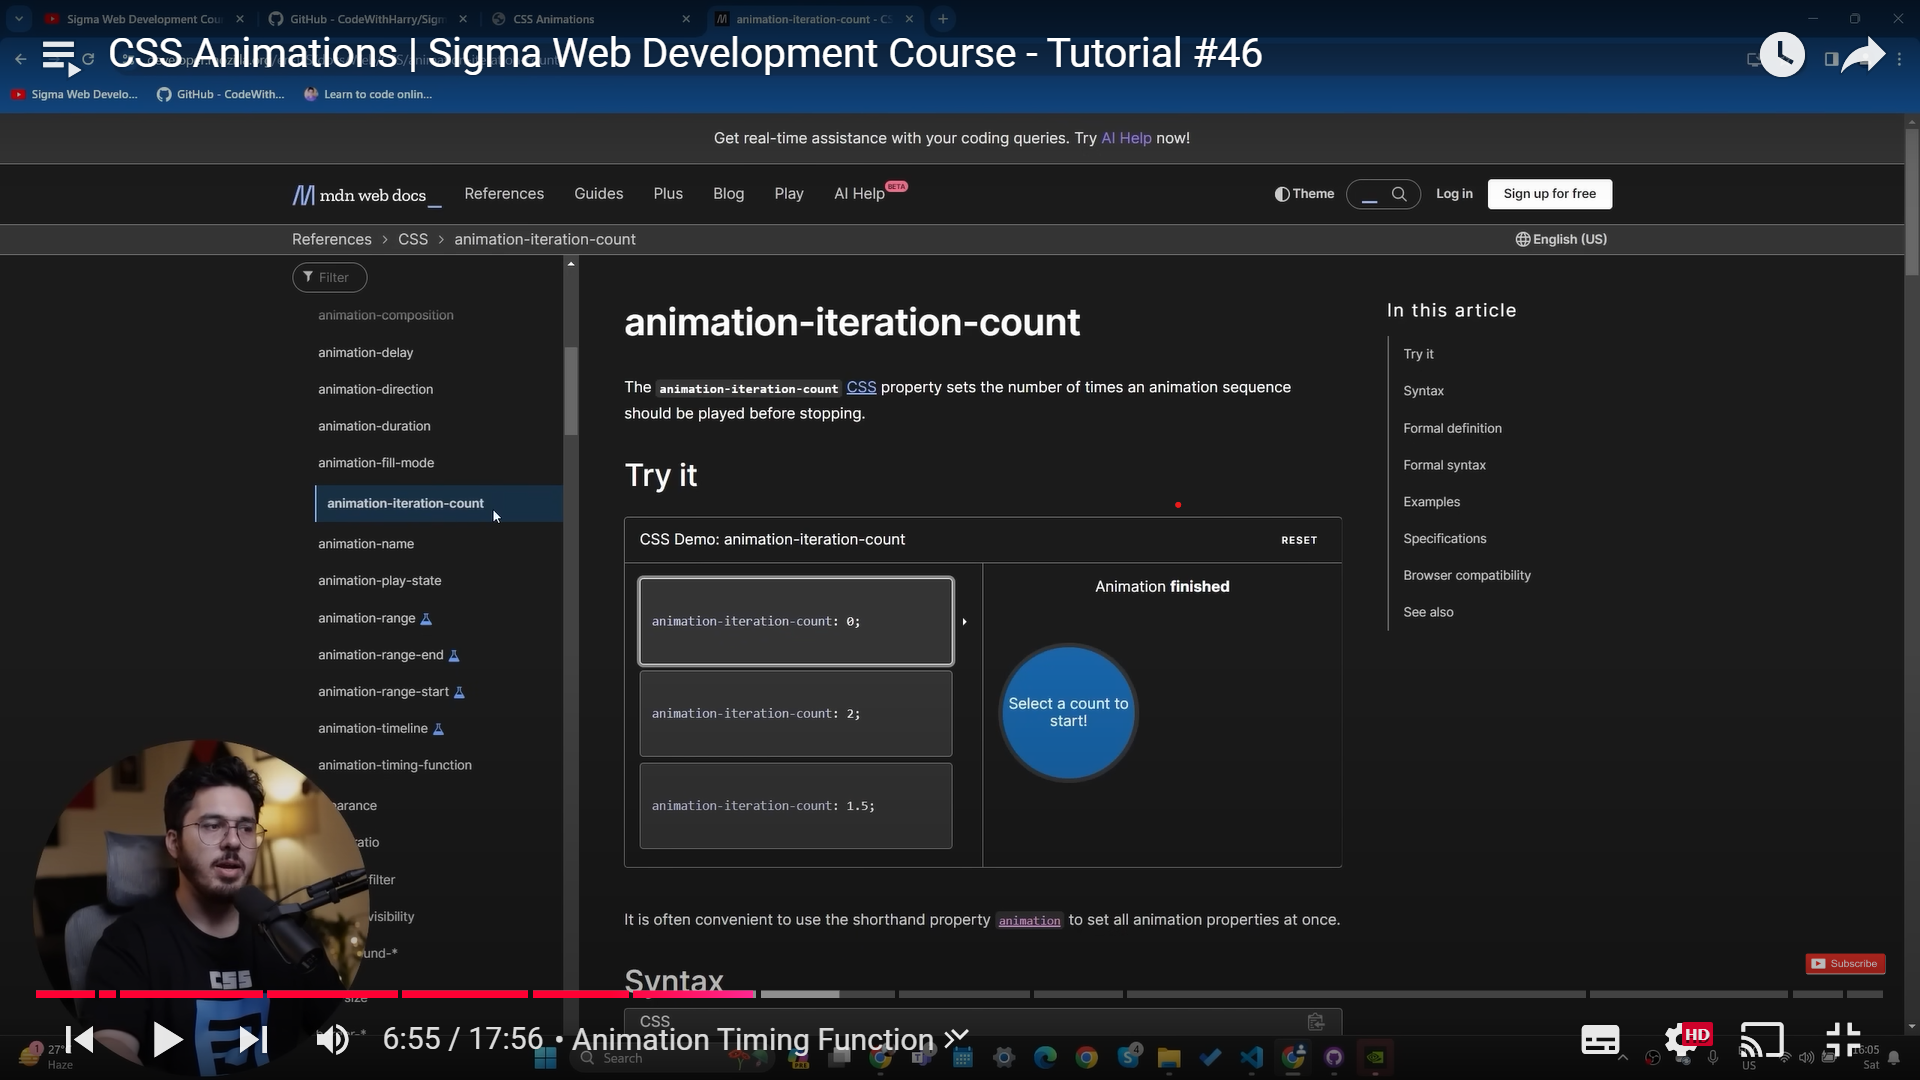 Sigma Web Development Cou
GitHub - CodeWithHarry/Sigm
CSS Animations
animation-iteration-count - CS
CSS Animations | Sigma Web Development Course - Tutorial #46
Sigma Web Develo...
GitHub - CodeWith...
Learn to code onlin...
Get real-time assistance with your coding queries. Try AI Help now!
mdn web docs_
References
Guides
Plus
Blog
Play
AI Help
BETA
Theme
Log in
Sign up for free
References > CSS > animation-iteration-count
English (US)
Filter
animation-composition
animation-delay
animation-direction
animation-duration
animation-fill-mode
animation-iteration-count
animation-name
animation-play-state
animation-range
animation-range-end
animation-range-start
animation-timeline
animation-timing-function
arance
ratio
filter
visibility
und-*
size
animation-iteration-count
The animation-iteration-count CSS property sets the number of times an animation sequence
should be played before stopping.
Try it
CSS Demo: animation-iteration-count
RESET
animation-iteration-count: 0;
animation-iteration-count: 2;
animation-iteration-count: 1.5;
Animation finished
Select a count to
start!
It is often convenient to use the shorthand property animation to set all animation properties at once.
Syntax
CSS
In this article
Try it
Syntax
Formal definition
Formal syntax
Examples
Specifications
Browser compatibility
See also
CSS
Subscribe
6:55 / 17:56 • Animation Timing Function
HD
1
27°
Haze
Search
PRE
4
US
16:05
Sat